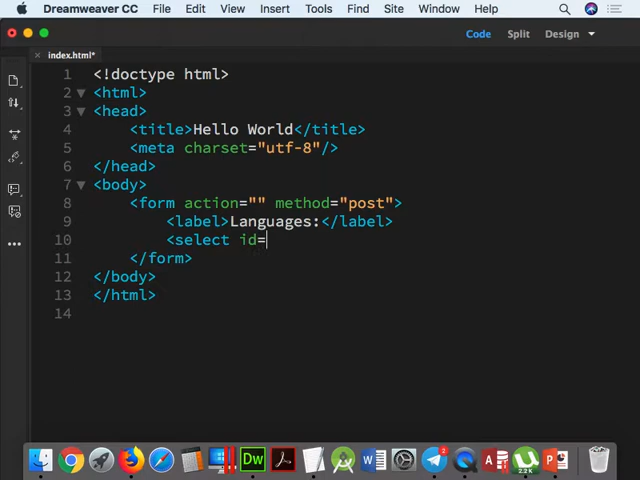 Dreamweaver CC File Edit View Insert Tools Find Site Window Help
Code Split Design
index.html*
1 <!doctype html>
2 <html>
3 <head>
4 <title>Hello World</title>
5 <meta charset="utf-8"/>
6 </head>
7 <body>
8 <form action="" method="post">
9 <label>Languages:</label>
10 <select id=
11 </form>
12 </body>
13 </html>
14
Dw W A P 2